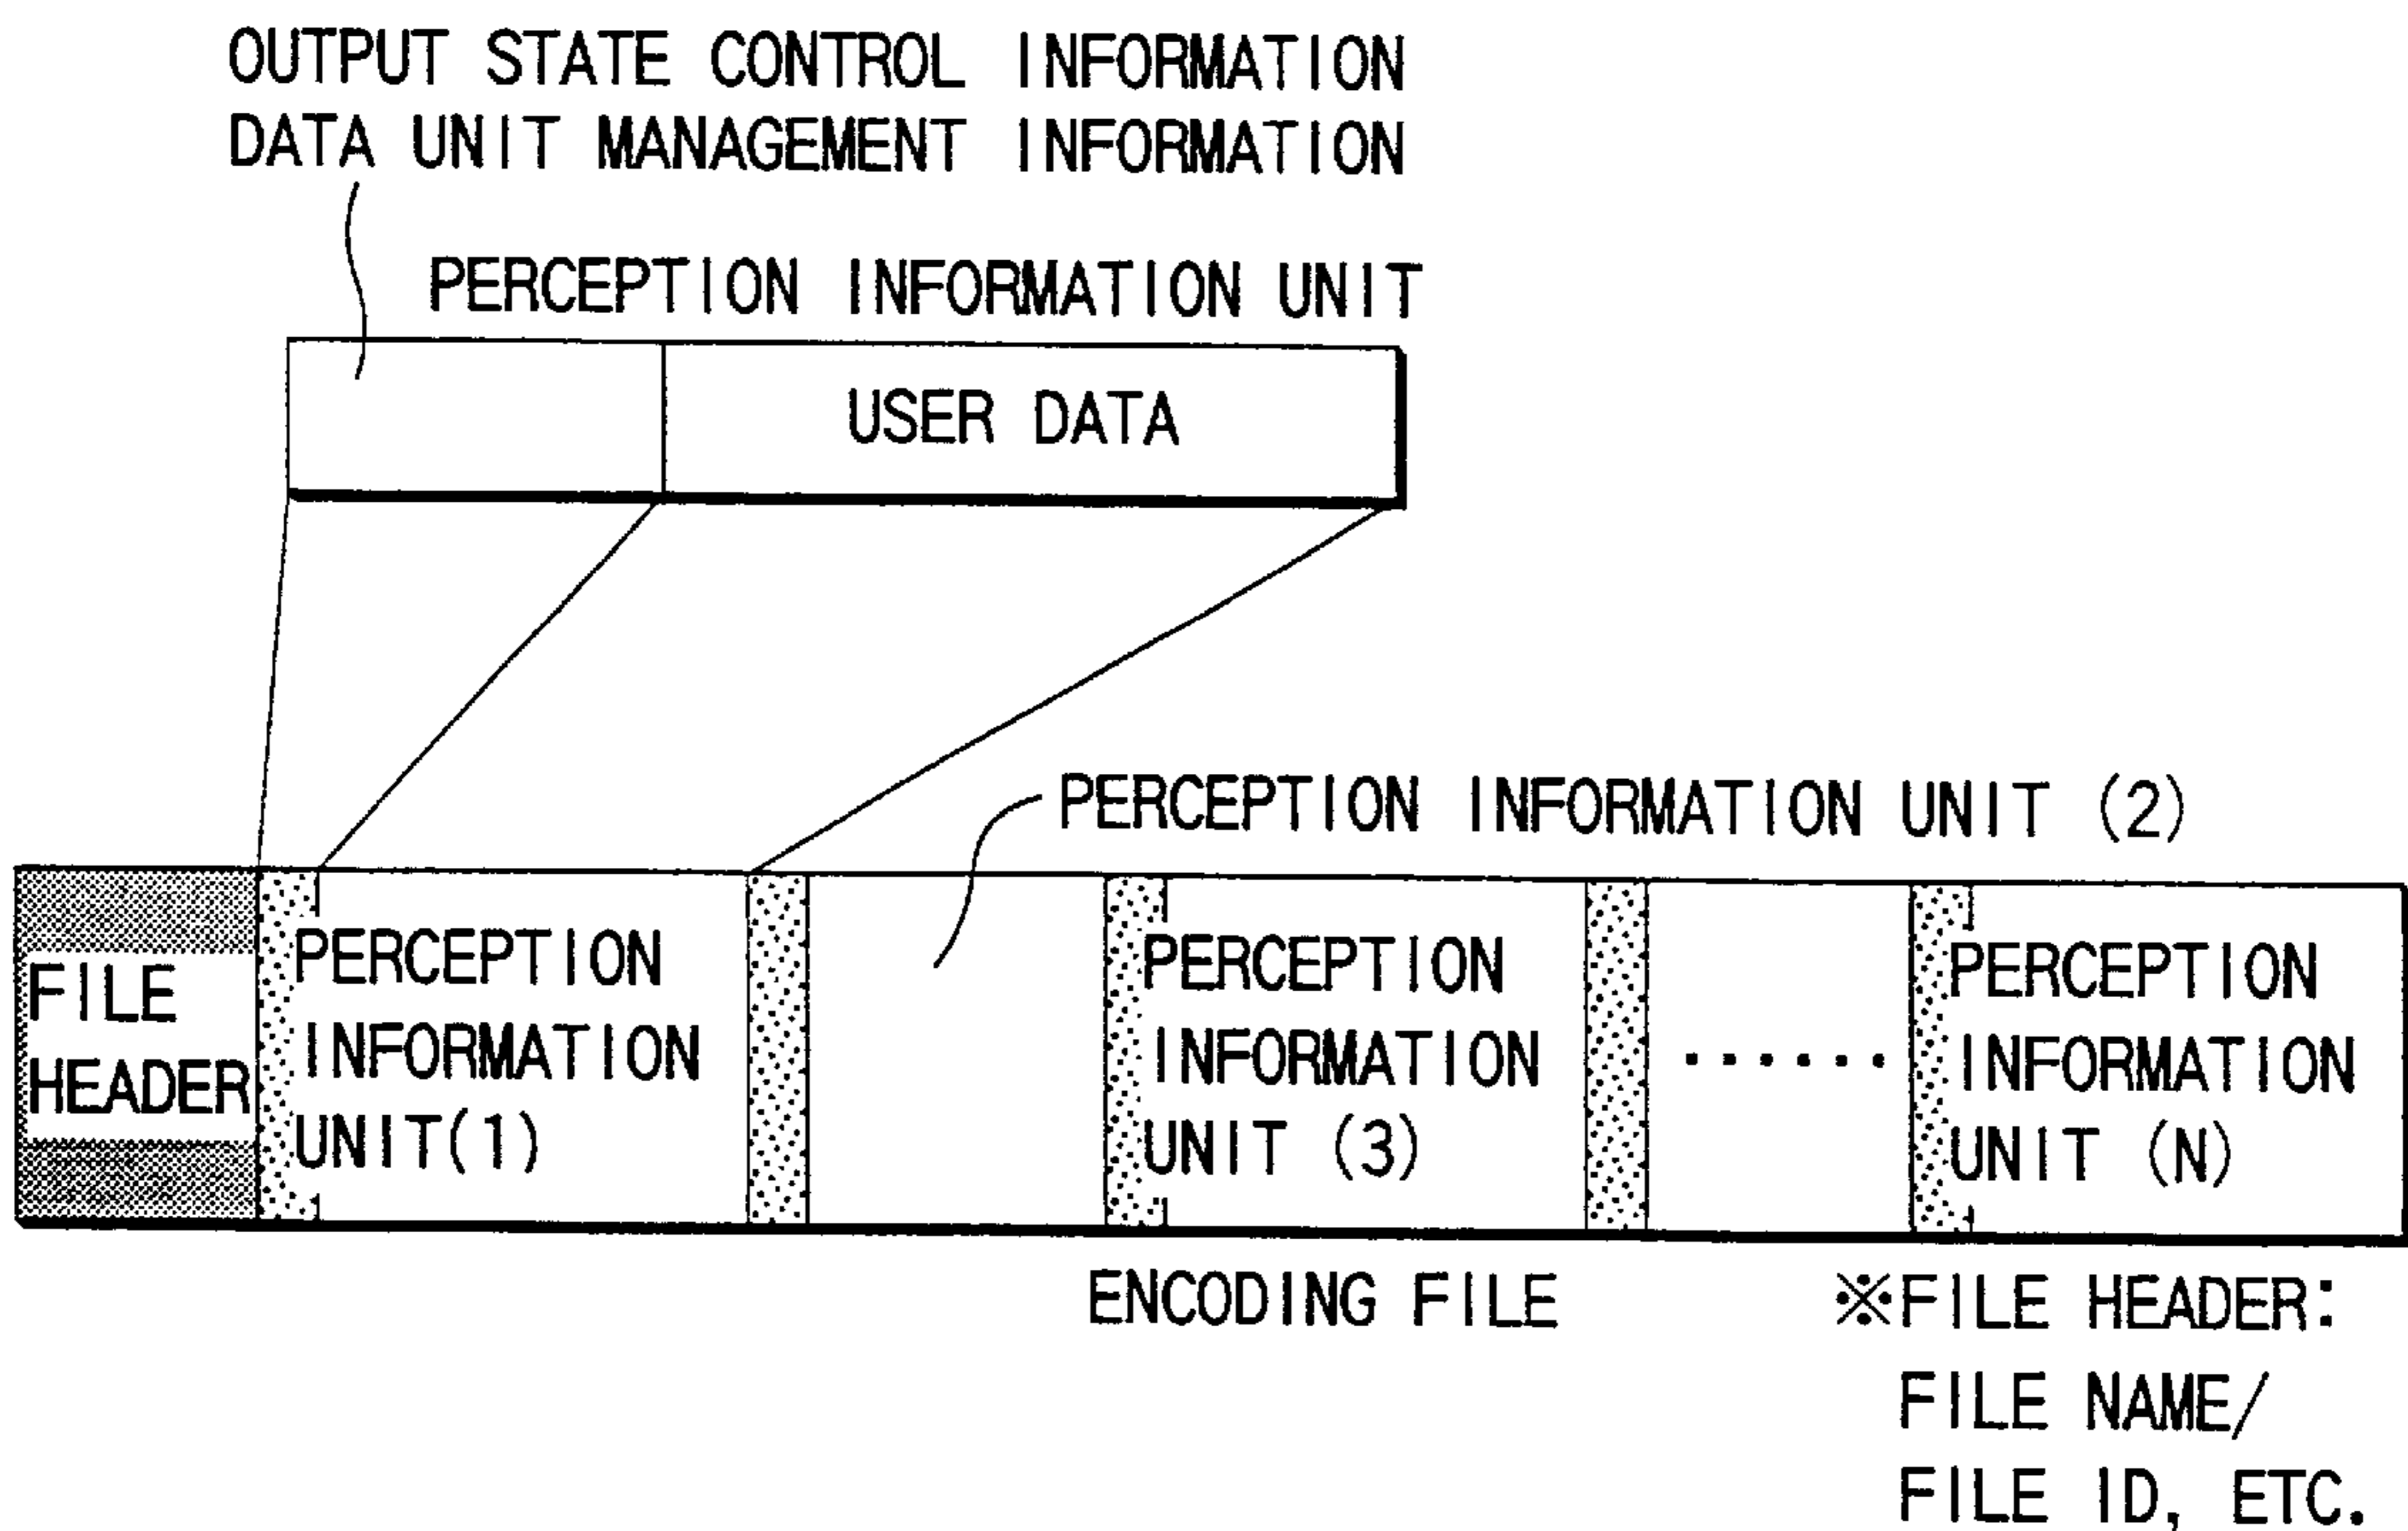 OUTPUT STATE CONTROL INFORMATION
DATA UNIT MANAGEMENT INFORMATION
PERCEPTION INFORMATION UNIT
USER DATA
PERCEPTION INFORMATION UNIT (2)
FILE
HEADER
PERCEPTION
INFORMATION
UNIT(1)
PERCEPTION
INFORMATION
UNIT (3)
......
PERCEPTION
INFORMATION
UNIT (N)
ENCODING FILE
※FILE HEADER:
FILE NAME/
FILE ID, ETC.